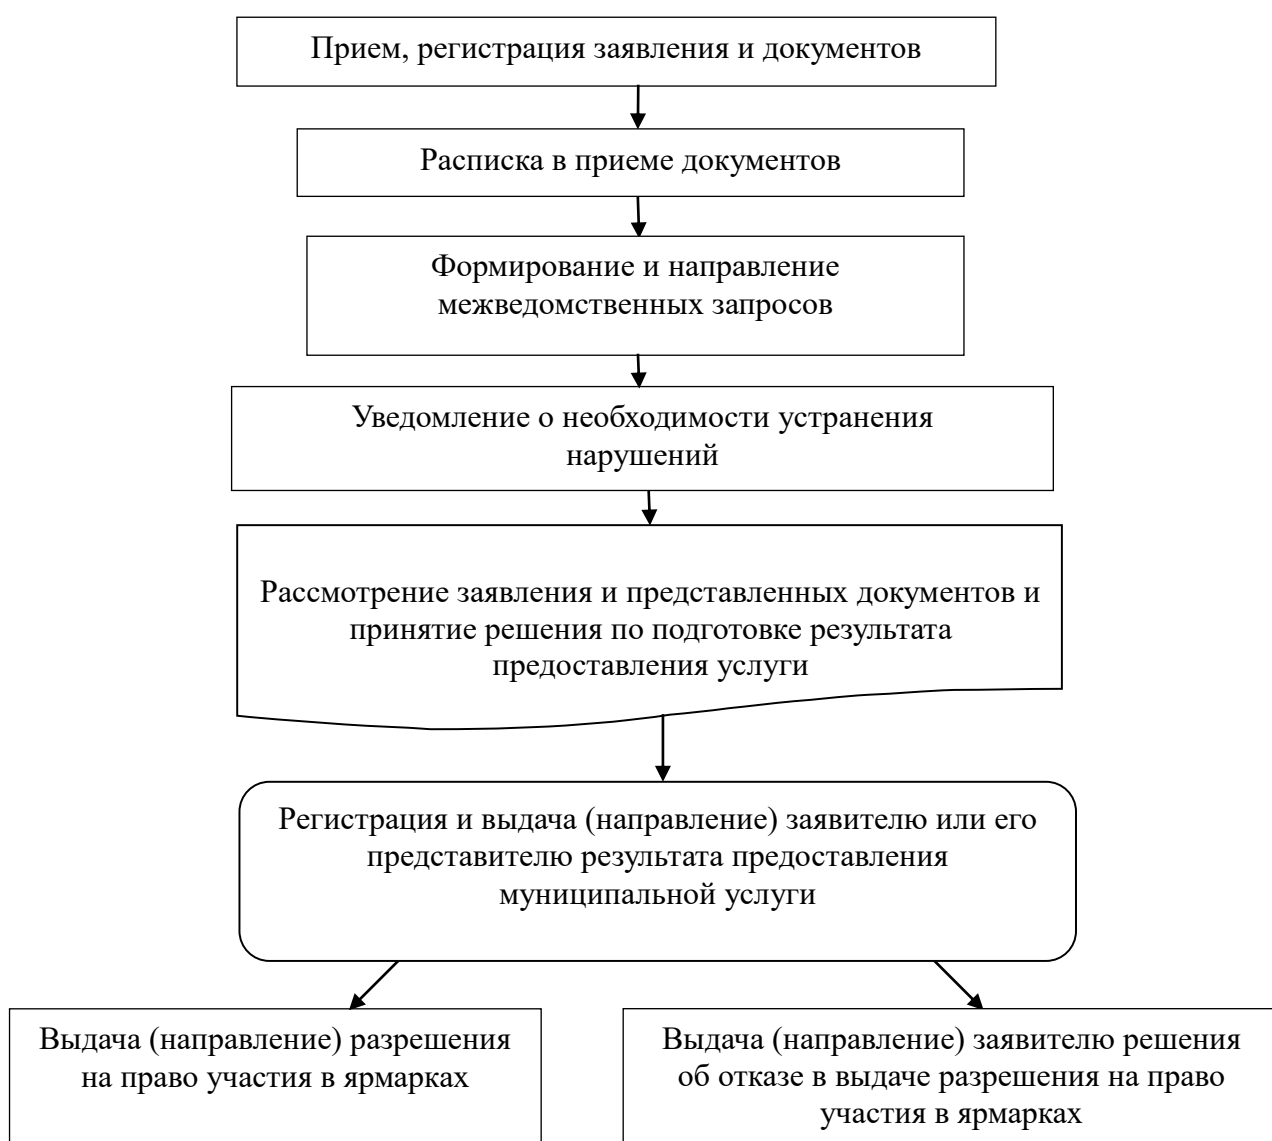 Прием, регистрация заявления и документов
Расписка в приеме документов
Формирование и направление
межведомственных запросов
Уведомление о необходимости устранения
нарушений
Рассмотрение заявления и представленных документов и
принятие решения по подготовке результата
предоставления услуги
Регистрация и выдача (направление) заявителю или его
представителю результата предоставления
муниципальной услуги
Выдача (направление) разрешения
на право участия в ярмарках
Выдача (направление) заявителю решения
об отказе в выдаче разрешения на право
участия в ярмарках